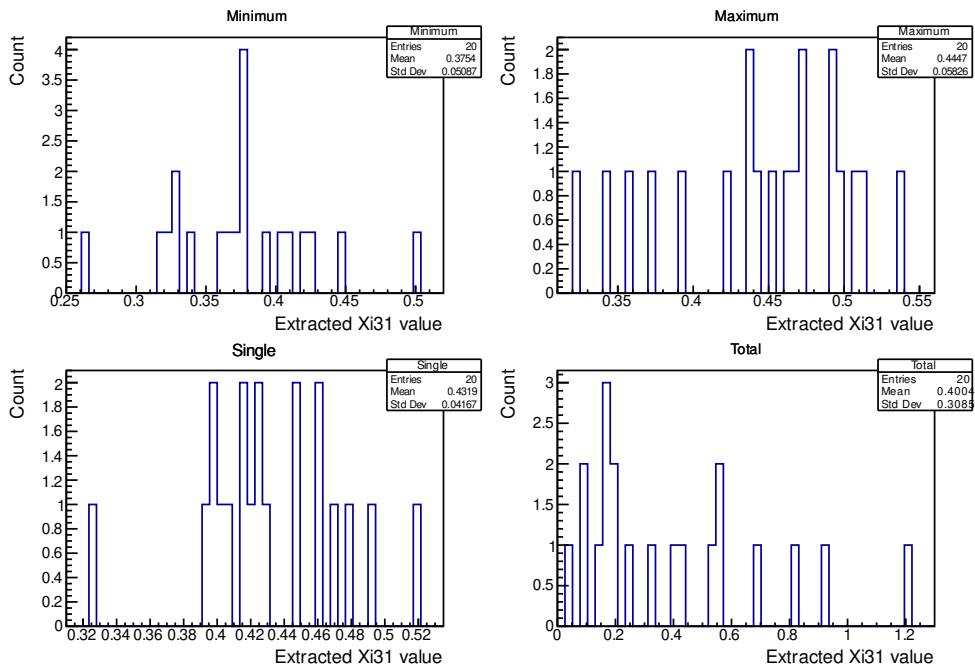 Minimum
Minimum
Entries 20
Mean 0.3754
Std Dev 0.05087
Count
4
3.5
3
2.5
2
1.5
1
0.5
0
0.25 0.3 0.35 0.4 0.45 0.5
Extracted Xi31 value
Maximum
Maximum
Entries 20
Mean 0.4447
Std Dev 0.05826
Count
2
1.8
1.6
1.4
1.2
1
0.8
0.6
0.4
0.2
0
0.35 0.4 0.45 0.5 0.55
Extracted Xi31 value
Single
Single
Entries 20
Mean 0.4319
Std Dev 0.04167
Count
2
1.8
1.6
1.4
1.2
1
0.8
0.6
0.4
0.2
0
0.32 0.34 0.36 0.38 0.4 0.42 0.44 0.46 0.48 0.5 0.52
Extracted Xi31 value
Total
Total
Entries 20
Mean 0.4004
Std Dev 0.3085
Count
3
2.5
2
1.5
1
0.5
0
0 0.2 0.4 0.6 0.8 1 1.2
Extracted Xi31 value